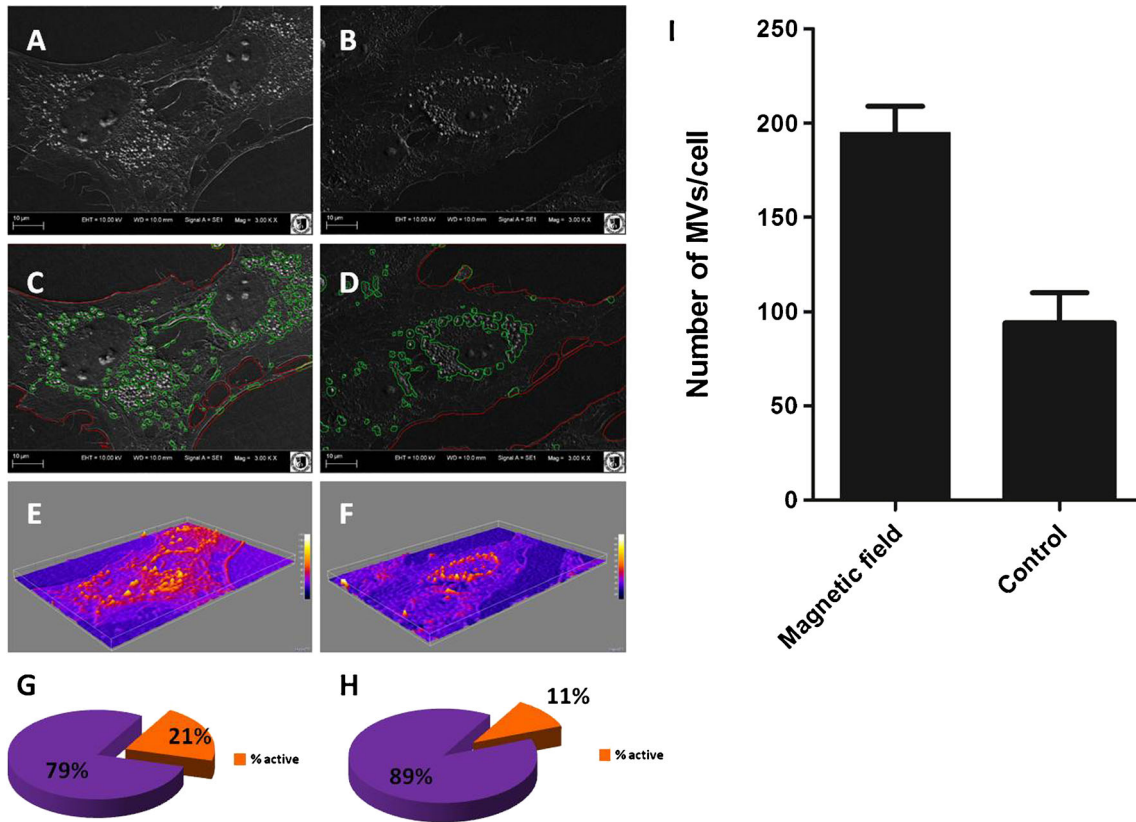 A
B
I
10 µm EHT = 10.00 kV WD = 10.0 mm Signal A = SE1 Mag = 3.00 K X
10 µm EHT = 10.00 kV WD = 10.0 mm Signal A = SE1 Mag = 3.00 K X
C
D
10 µm EHT = 10.00 kV WD = 10.0 mm Signal A = SE1 Mag = 3.00 K X
10 µm EHT = 10.00 kV WD = 10.0 mm Signal A = SE1 Mag = 3.00 K X
E
F
G
79%
21%
% active
H
89%
11%
% active
Number of MVs/cell
250
200
150
100
50
0
Magnetic field
Control